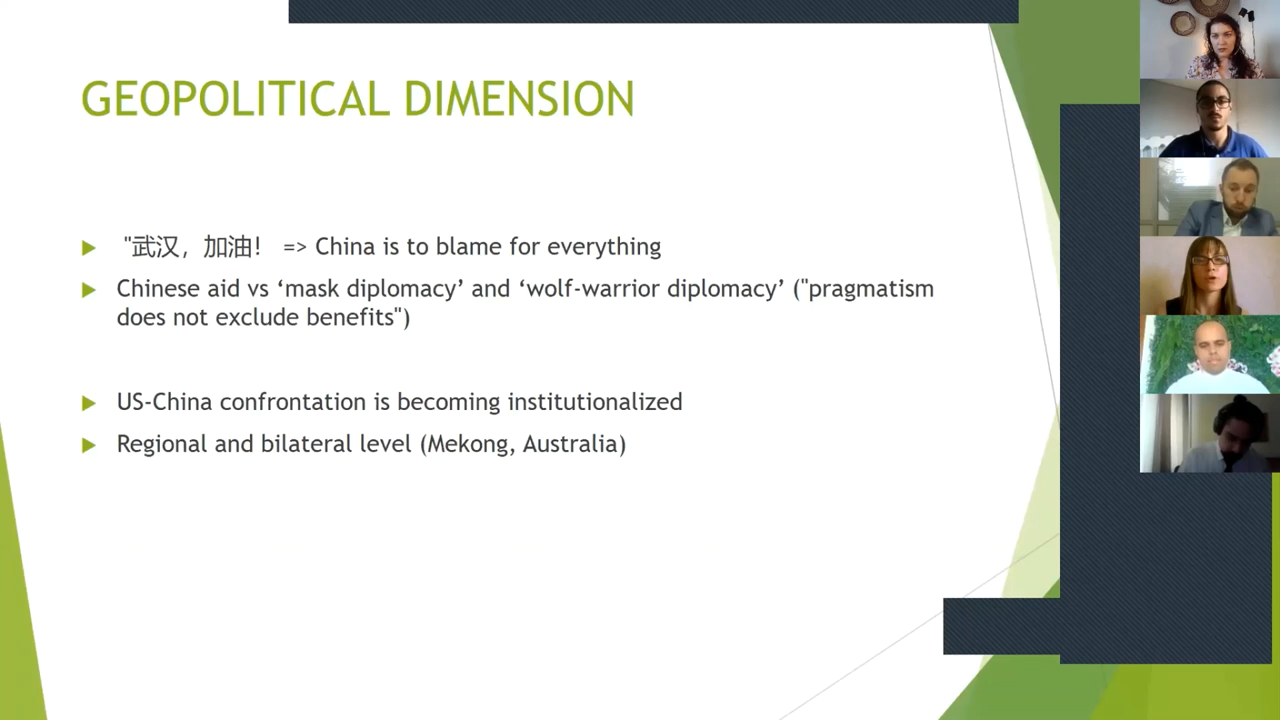 GEOPOLITICAL DIMENSION
"武汉，加油！ => China is to blame for everything
Chinese aid vs ‘mask diplomacy’ and ‘wolf-warrior diplomacy’ ("pragmatism
does not exclude benefits")
US-China confrontation is becoming institutionalized
Regional and bilateral level (Mekong, Australia)